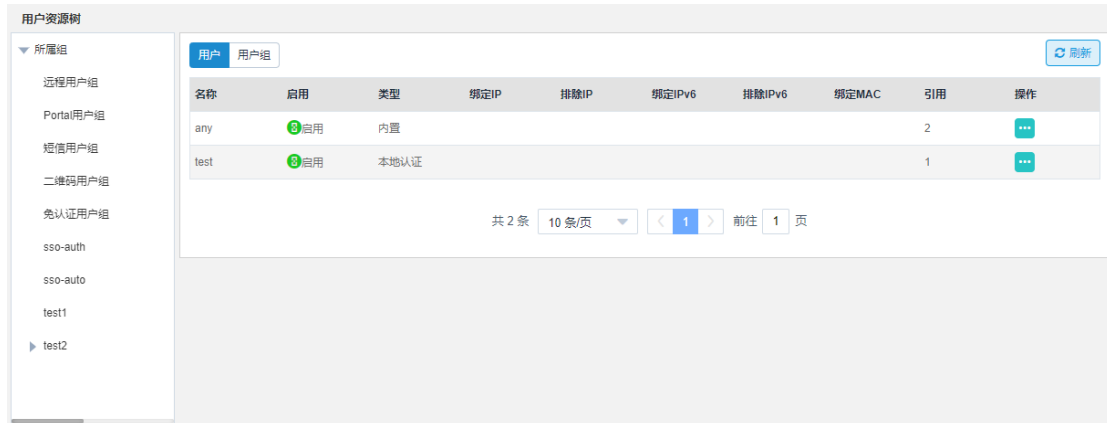 用户资源树
所属组
远程用户组
Portal用户组
短信用户组
二维码用户组
免认证用户组
sso-auth
sso-auto
test1
test2
用户 用户组 刷新
名称 启用 类型 绑定IP 排除IP 绑定IPv6 排除IPv6 绑定MAC 引用 操作
any 启用 内置 2
test 启用 本地认证 1
共 2 条 10 条/页 1 前往 1 页